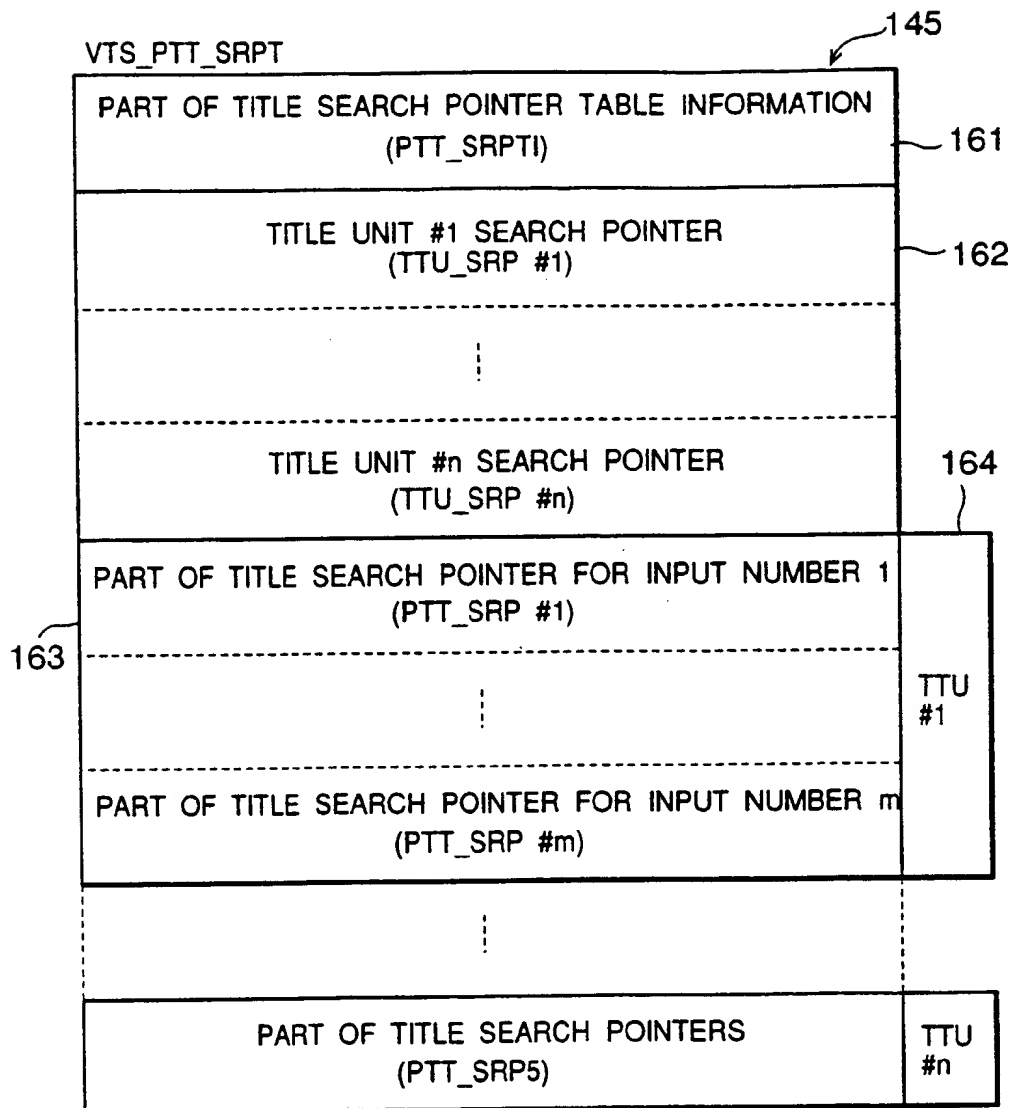 145
VTS_PTT_SRPT
PART OF TITLE SEARCH POINTER TABLE INFORMATION
(PTT_SRPTI)
161
TITLE UNIT #1 SEARCH POINTER
(TTU_SRP #1)
162
TITLE UNIT #n SEARCH POINTER
(TTU_SRP #n)
164
PART OF TITLE SEARCH POINTER FOR INPUT NUMBER 1
(PTT_SRP #1)
163
TTU
#1
PART OF TITLE SEARCH POINTER FOR INPUT NUMBER m
(PTT_SRP #m)
PART OF TITLE SEARCH POINTERS
(PTT_SRP5)
TTU
#n